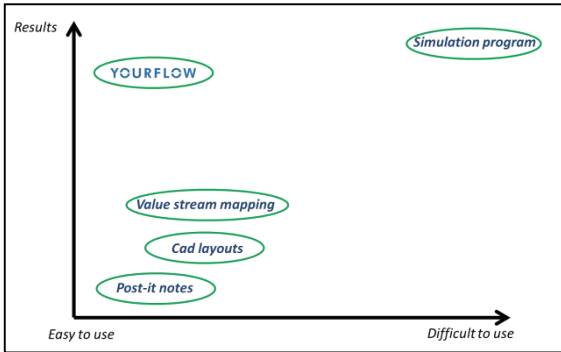 Results
Simulation program
YOURFLOW
Value stream mapping
Cad layouts
Post-it notes
Easy to use
Difficult to use